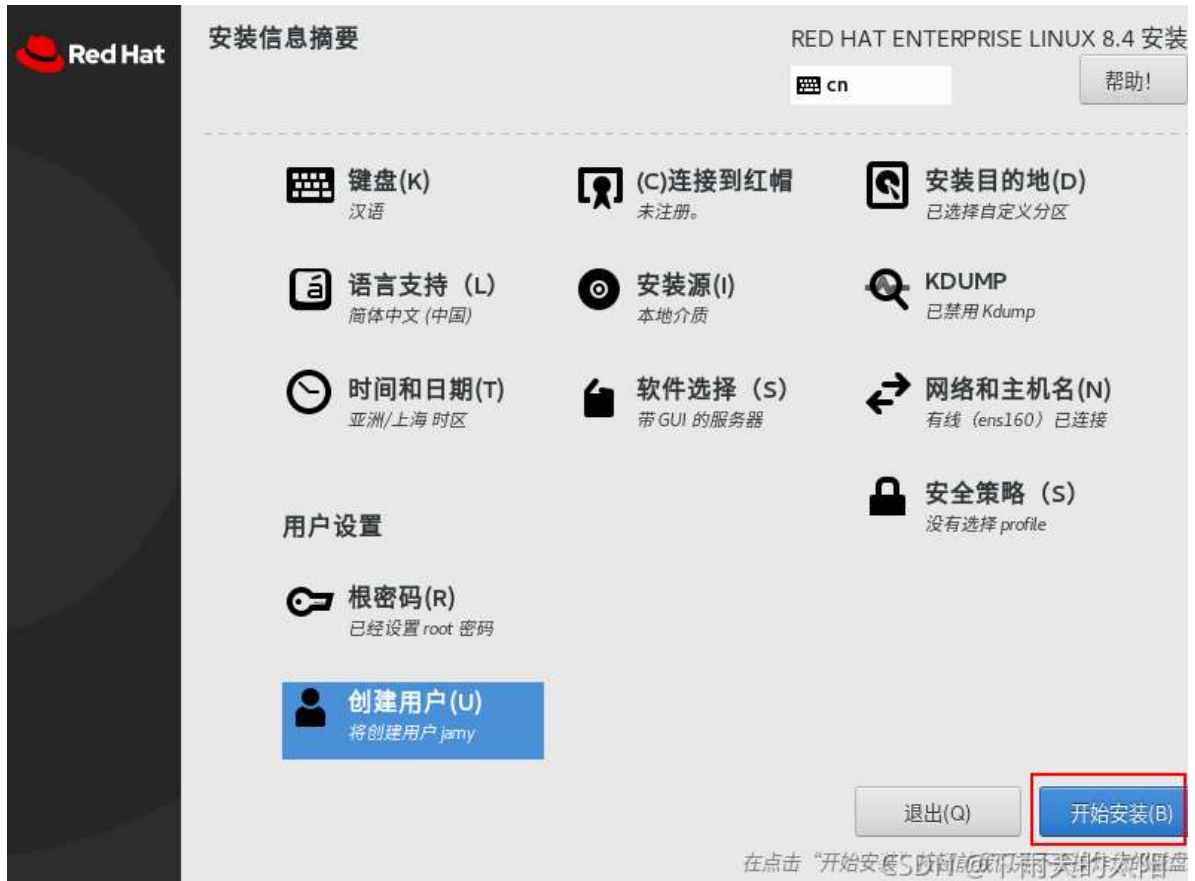 Red Hat
安装信息摘要
RED HAT ENTERPRISE LINUX 8.4 安装
cn
帮助!
键盘(K)
汉语
(C)连接到红帽
未注册。
安装目的地(D)
已选择自定义分区
语言支持（L）
简体中文 (中国)
安装源(I)
本地介质
KDUMP
已禁用 Kdump
时间和日期(T)
亚洲/上海 时区
软件选择（S）
带 GUI 的服务器
网络和主机名(N)
有线（ens160）已连接
安全策略（S）
没有选择 profile
用户设置
根密码(R)
已经设置 root 密码
创建用户(U)
将创建用户 jamy
退出(Q)
开始安装(B)
在点击“开始安装”
CSDN @下雨天的太阳